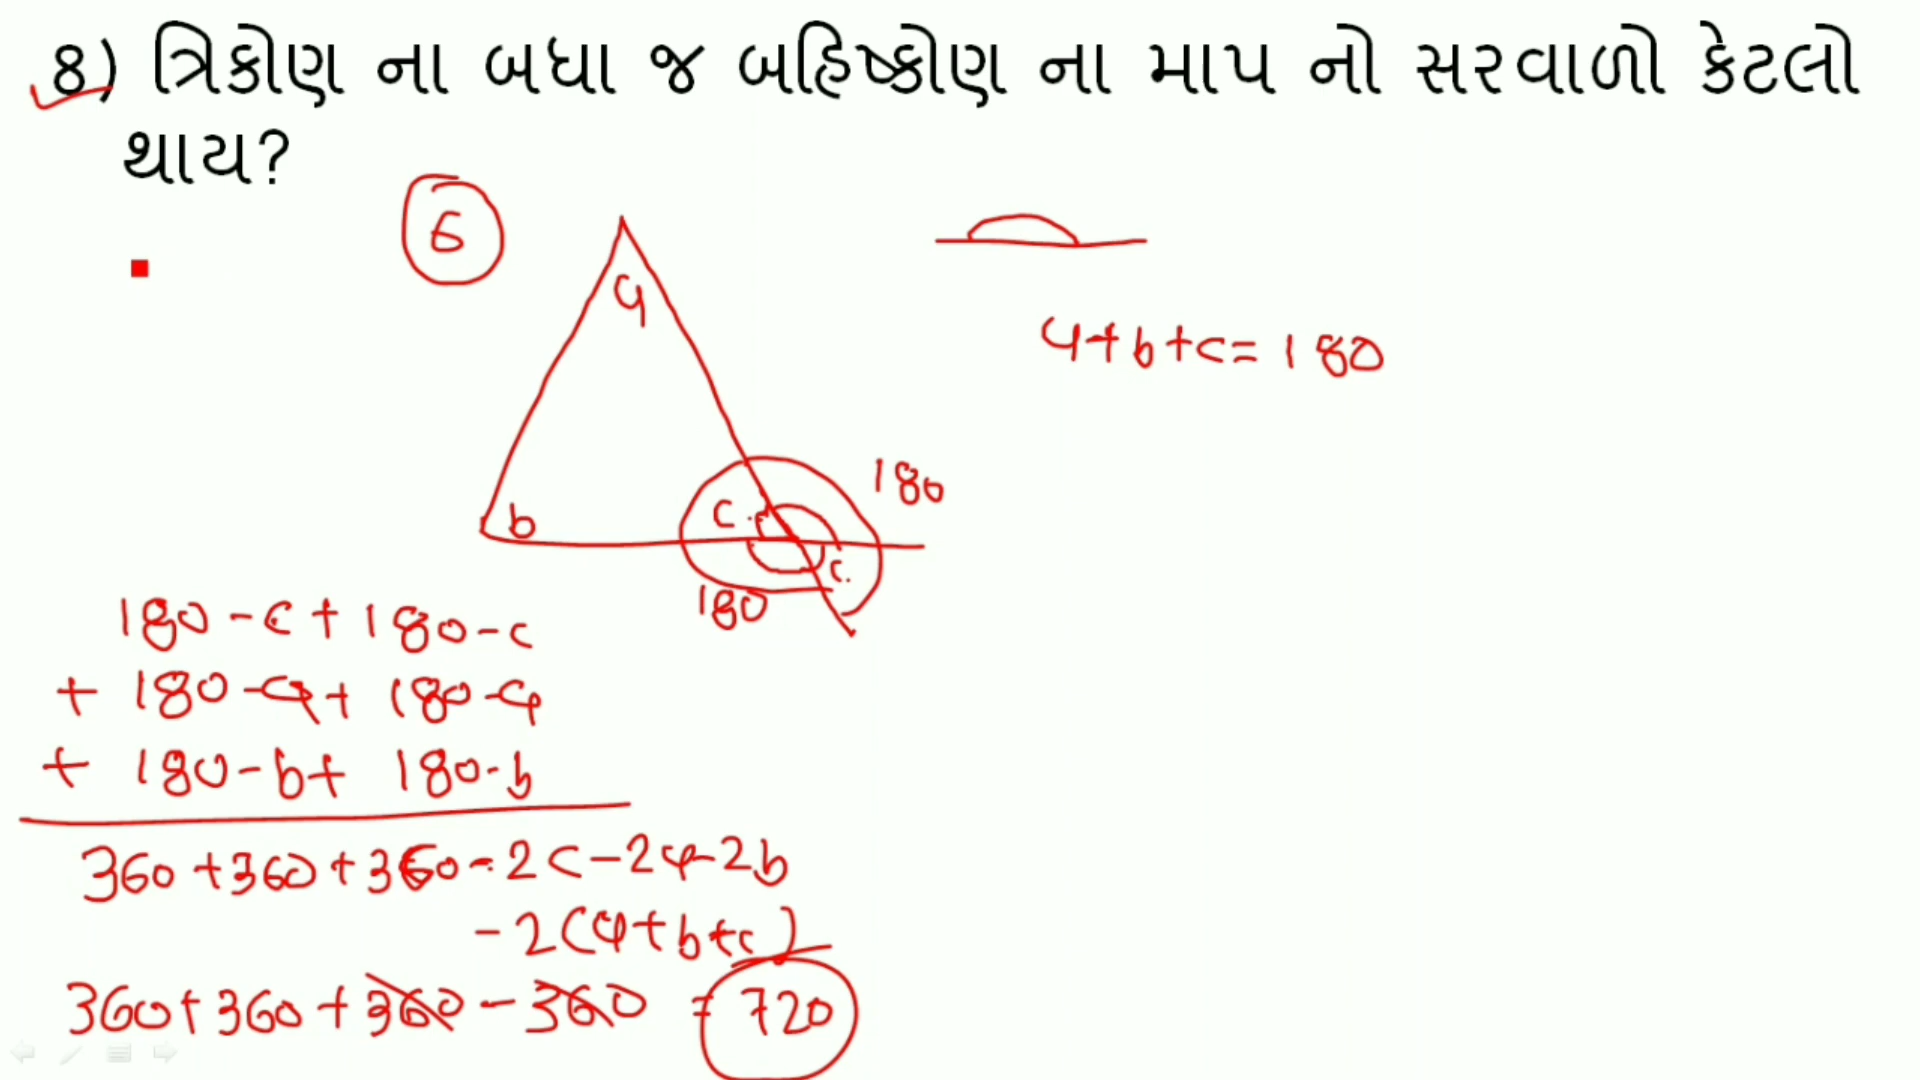 8) ત્રિકોણ ના બધા જ બહિષ્કોણ ના માપ નો સરવાળો કેટલો
થાય?
6
a
a+b+c=180
180
c
b
c
180
180-c+180-c
+ 180-a+ 180-a
+ 180-b+ 180-b
360+360+360-2c-2a-2b
-2(a+b+c)
360+360+360-360 = 720